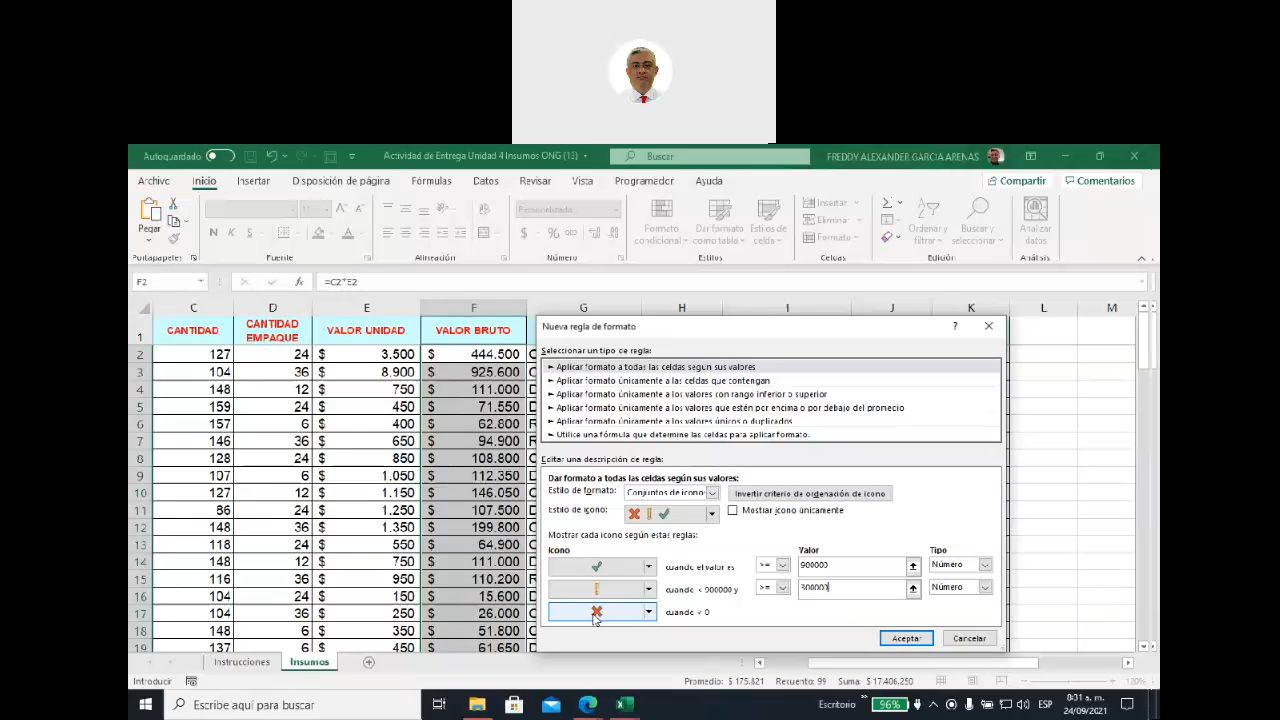 Autoguardado
Actividad de Entrega Unidad 4 Insumos ONG (13)
Buscar
FREDDY ALEXANDER GARCIA ARENAS
Archivo Inicio Insertar Disposición de página Fórmulas Datos Revisar Vista Programador Ayuda Compartir Comentarios
Pegar
N K S
Personalizada
$ % 000
Formato condicional
Dar formato como tabla
Estilos de celda
Insertar
Eliminar
Formato
Ordenar y filtrar
Buscar y seleccionar
Analizar datos
Portapapeles Fuente Alineación Número Estilos Celdas Edición Análisis
F2 fx =C2*E2
C D E F G H I J K L M
1 CANTIDAD CANTIDAD EMPAQUE VALOR UNIDAD VALOR BRUTO
2 127 24 $ 3.500 $ 444.500
3 104 36 $ 8.900 $ 925.600
4 148 12 $ 750 $ 111.000 D
5 159 6 $ 450 $ 71.550 D
6 157 6 $ 400 $ 62.800 R
7 146 36 $ 650 $ 94.900 R
8 128 24 $ 850 $ 108.800 D
9 107 6 $ 1.050 $ 112.350 D
10 127 12 $ 1.150 $ 146.050
11 86 24 $ 1.250 $ 107.500 D
12 148 36 $ 1.350 $ 199.800
13 118 24 $ 550 $ 64.900
14 148 12 $ 750 $ 111.000 D
15 116 36 $ 950 $ 110.200 D
16 104 24 $ 150 $ 15.600 D
17 104 36 $ 250 $ 26.000 D
18 148 6 $ 350 $ 51.800 R
19 137 6 $ 450 $ 61.650 D
Nueva regla de formato
Seleccionar un tipo de regla:
► Aplicar formato a todas las celdas según sus valores
► Aplicar formato únicamente a las celdas que contengan
► Aplicar formato únicamente a los valores con rango inferior o superior
► Aplicar formato únicamente a los valores que estén por encima o por debajo del promedio
► Aplicar formato únicamente a los valores únicos o duplicados
► Utilice una fórmula que determine las celdas para aplicar formato.
Editar una descripción de regla:
Dar formato a todas las celdas según sus valores:
Estilo de formato: Conjuntos de iconos Invertir criterio de ordenación de icono
Estilo de icono: Mostrar icono únicamente
Mostrar cada icono según estas reglas:
Icono Valor Tipo
cuando el valor es >= 900000 Número
cuando < 900000 y >= 300000 Número
cuando < 0
Aceptar Cancelar
Instrucciones Insumos
Introducir Promedio: $ 175.821 Recuento: 99 Suma: $ 17.406.250 120%
Escribe aquí para buscar
Escritorio 96% ESP 8:31 a. m.
24/09/2021